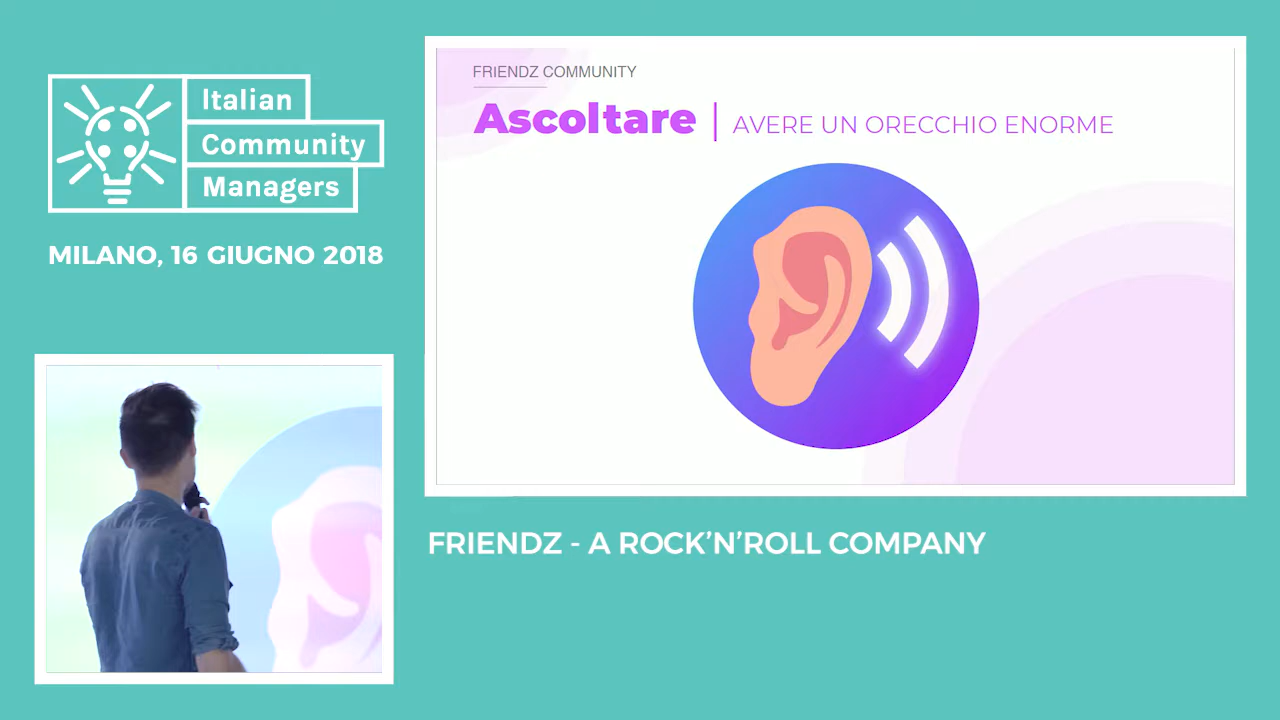 Italian
Community
Managers
MILANO, 16 GIUGNO 2018
FRIENDZ COMMUNITY
Ascoltare | AVERE UN ORECCHIO ENORME
FRIENDZ - A ROCK’N’ROLL COMPANY